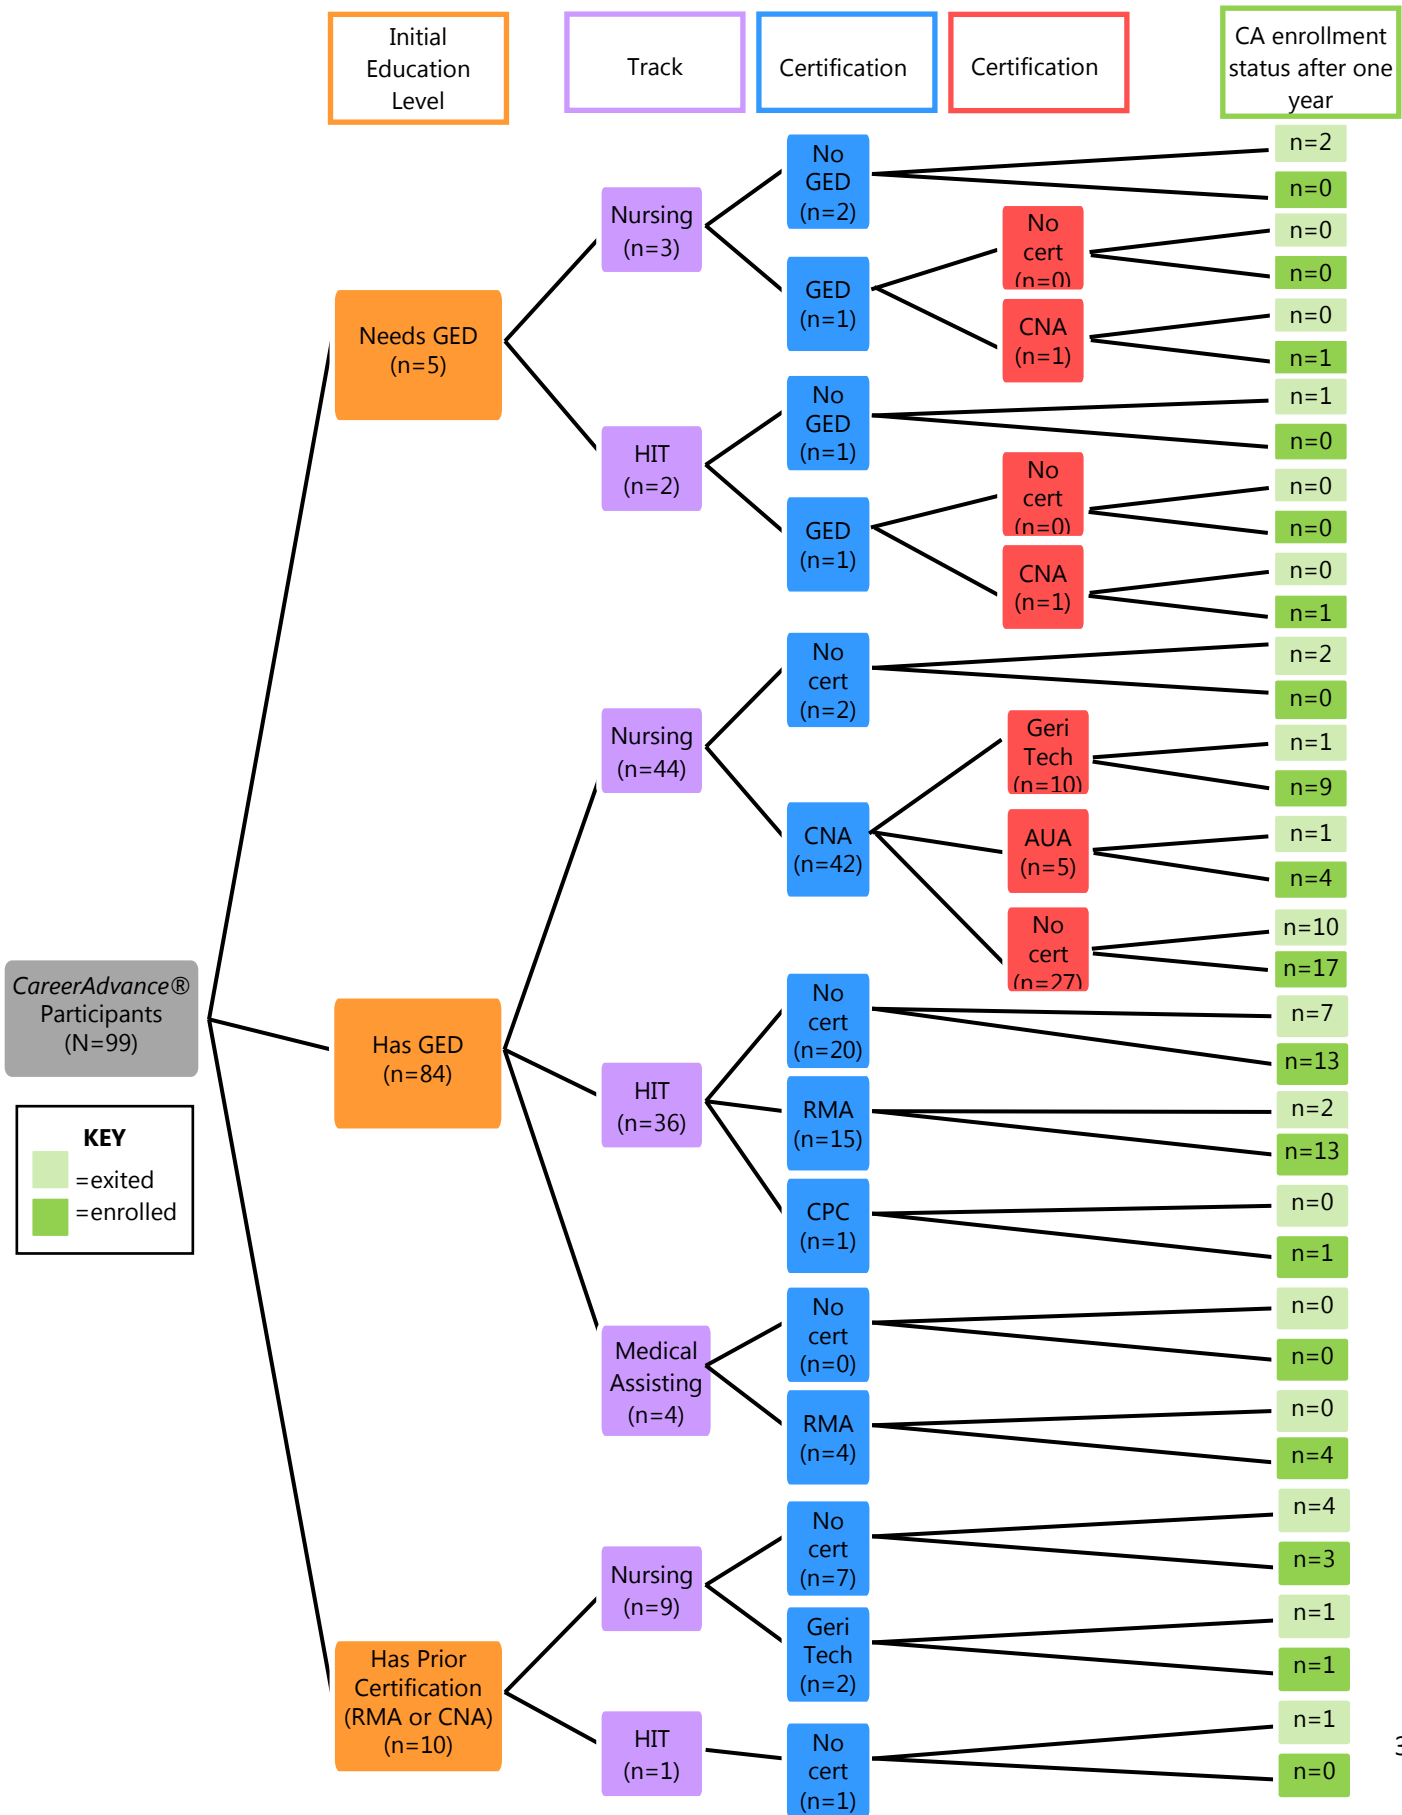 Initial
Education
Level
Track
Certification
Certification
CA enrollment
status after one
year
No
GED
(n=2)
n=2
n=0
Nursing
(n=3)
No
cert
(n=0)
n=0
n=0
GED
(n=1)
CNA
(n=1)
n=0
n=1
Needs GED
(n=5)
No
GED
(n=1)
n=1
n=0
HIT
(n=2)
No
cert
(n=0)
n=0
n=0
GED
(n=1)
CNA
(n=1)
n=0
n=1
No
cert
(n=2)
n=2
n=0
Nursing
(n=44)
Geri
Tech
(n=10)
n=1
n=9
CNA
(n=42)
AUA
(n=5)
n=1
n=4
No
cert
(n=27)
n=10
n=17
CareerAdvance®
Participants
(N=99)
Has GED
(n=84)
No
cert
(n=20)
n=7
n=13
HIT
(n=36)
RMA
(n=15)
n=2
n=13
CPC
(n=1)
n=0
n=1
KEY
=exited
=enrolled
Medical
Assisting
(n=4)
No
cert
(n=0)
n=0
n=0
RMA
(n=4)
n=0
n=4
No
cert
(n=7)
n=4
n=3
Nursing
(n=9)
Geri
Tech
(n=2)
n=1
n=1
Has Prior
Certification
(RMA or CNA)
(n=10)
HIT
(n=1)
No
cert
(n=1)
n=1
n=0